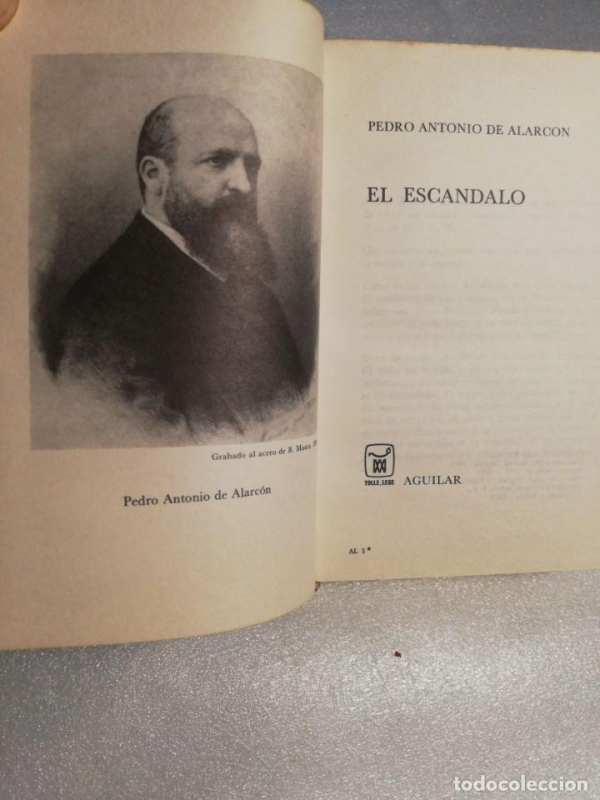 Grabado al acero de B. Maura
Pedro Antonio de Alarcón
PEDRO ANTONIO DE ALARCON
EL ESCANDALO
TOLLE, LEGE
AGUILAR
AL I*
todocoleccion